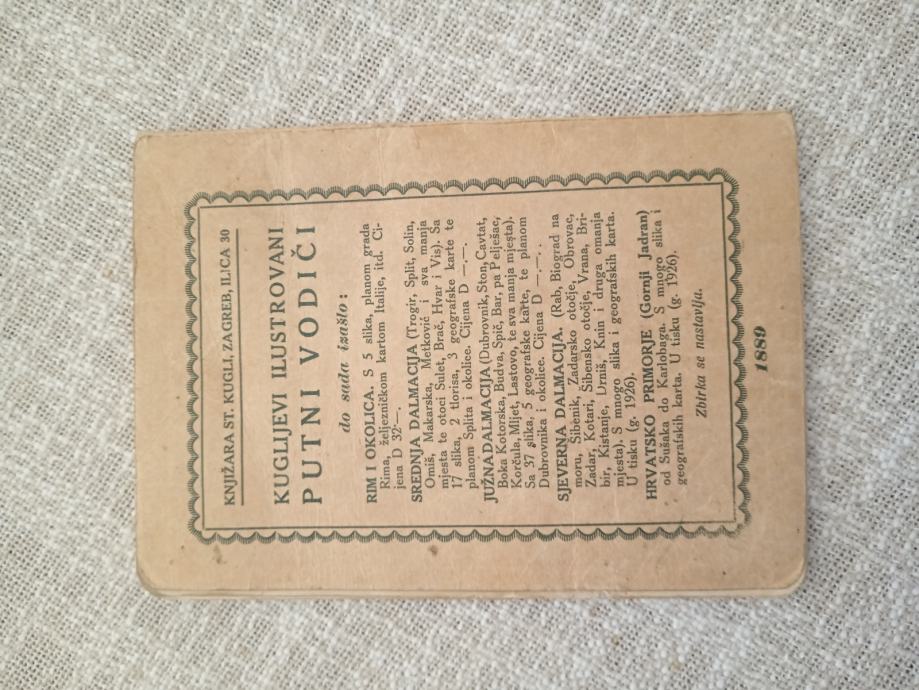 KNJIŽARA ST. KUGLI, ZAGREB, ILICA 30
KUGLIJEVI ILUSTROVANI
PUTNI VODIČI
do sada izašlo:
RIM I OKOLICA. S 5 slika, planom grada
Rima, željezničkom kartom Italije, itd. Ci-
jena D 32·—.
SREDNJA DALMACIJA (Trogir, Split, Solin,
Omiš, Makarska, Metković i sva manja
mjesta te otoci Šulet, Brač, Hvar i Vis). Sa
17 slika, 2 tlorisa, 3 geografske karte te
planom Splita i okolice. Cijena D —.—.
JUŽNA DALMACIJA (Dubrovnik, Ston, Cavtat,
Boka Kotorska, Budva, Spič, Bar, pa Pelješac,
Korčula, Mljet, Lastovo, te sva manja mjesta).
Sa 37 slika, 5 geografske karte, te planom
Dubrovnika i okolice. Cijena D —.—.
SJEVERNA DALMACIJA. (Rab, Biograd na
moru, Šibenik, Zadarsko otočje, Obrovac,
Zadar, Kotari, Šibensko otočje, Vrana, Bri-
bir, Kistanje, Drniš, Knin i druga omanja
mjesta). S mnogo slika i geografskih karta.
U tisku (g. 1926).
HRVATSKO PRIMORJE (Gornji Jadran)
od Sušaka do Karlobaga. S mnogo slika i
geografskih karta. U tisku (g. 1926).
Zbirka se nastavlja.
1889